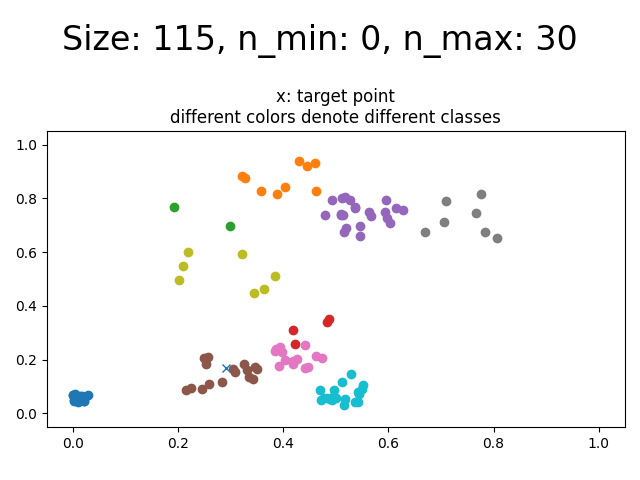 Size: 115, n_min: 0, n_max: 30
x: target point
different colors denote different classes
1.0
0.8
0.6
0.4
0.2
0.0
0.0 0.2 0.4 0.6 0.8 1.0